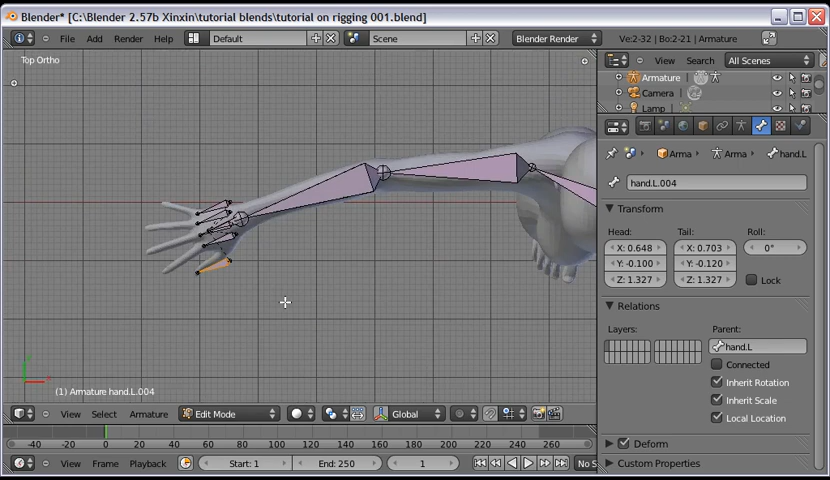 Blender* [C:\Blender 2.57b Xinxin\tutorial blends\tutorial on rigging 001.blend]
File Add Render Help Default Scene Blender Render Ve:2-32 | Bo:2-21 | Armature
View Search All Scenes
Armature
Camera
Lamp
Top Ortho
Arma Arma hand.L
hand.L.004
Transform
Head: Tail: Roll:
X: 0.648 X: 0.703 0°
Y: -0.100 Y: -0.120
Z: 1.327 Z: 1.327 Lock
Relations
Layers: Parent:
hand.L
Connected
Inherit Rotation
Inherit Scale
Local Location
Deform
Custom Properties
(1) Armature hand.L.004
View Select Armature Edit Mode Global
-40 -20 0 20 40 60 80 100 120 140 160 180 200 220 240 260
View Frame Playback Start: 1 End: 250 1 No S